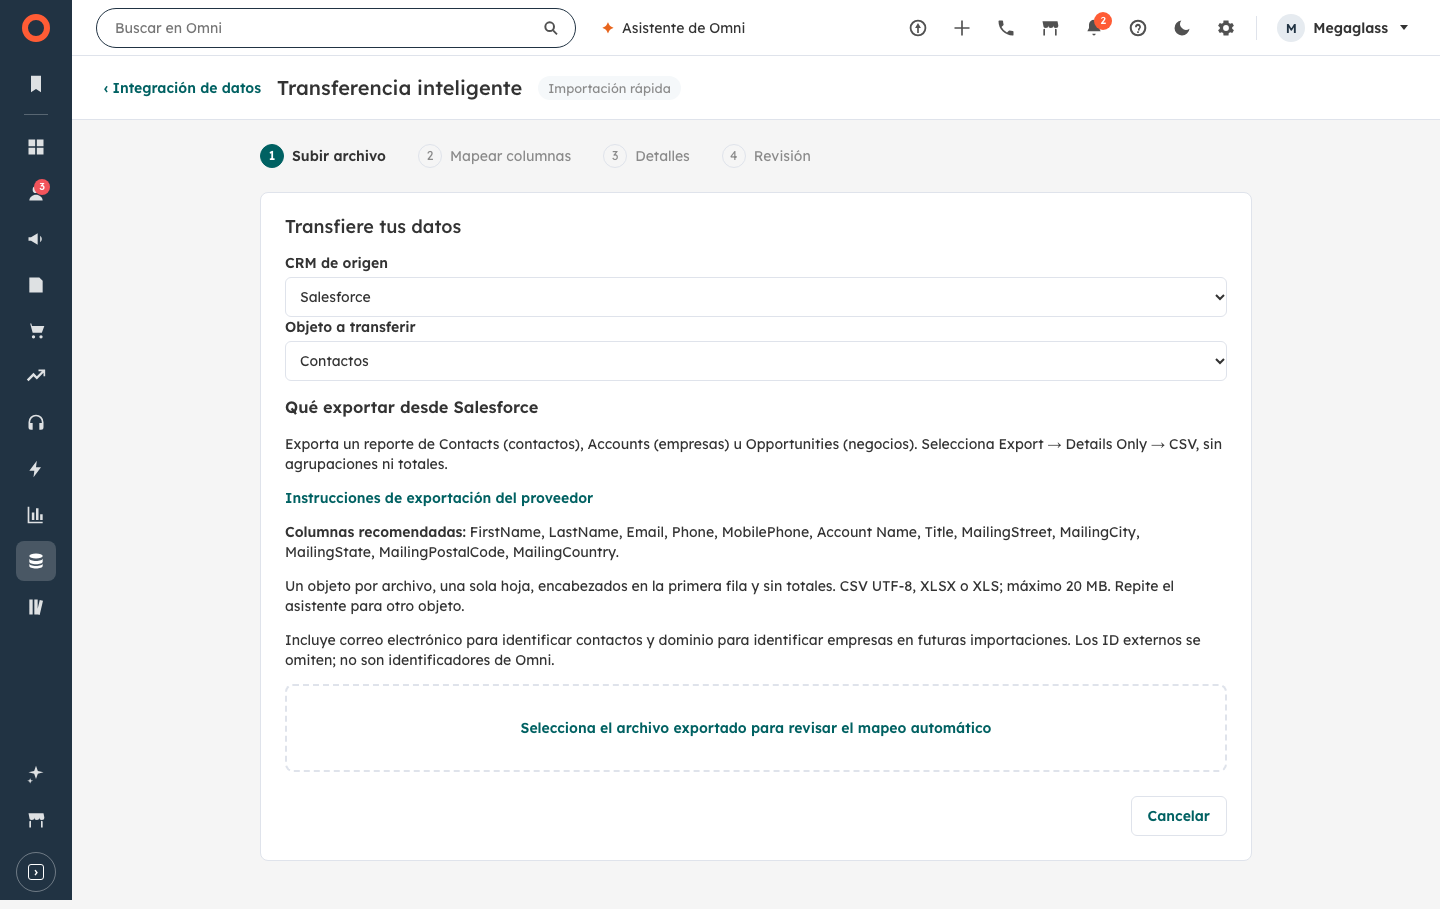 Buscar en Omni
Asistente de Omni
2
M
Megaglass
‹ Integración de datos
Transferencia inteligente
Importación rápida
3
1 Subir archivo
2 Mapear columnas
3 Detalles
4 Revisión
Transfiere tus datos
CRM de origen
Salesforce
Objeto a transferir
Contactos
Qué exportar desde Salesforce
Exporta un reporte de Contacts (contactos), Accounts (empresas) u Opportunities (negocios). Selecciona Export → Details Only → CSV, sin
agrupaciones ni totales.
Instrucciones de exportación del proveedor
Columnas recomendadas: FirstName, LastName, Email, Phone, MobilePhone, Account Name, Title, MailingStreet, MailingCity,
MailingState, MailingPostalCode, MailingCountry.
Un objeto por archivo, una sola hoja, encabezados en la primera fila y sin totales. CSV UTF-8, XLSX o XLS; máximo 20 MB. Repite el
asistente para otro objeto.
Incluye correo electrónico para identificar contactos y dominio para identificar empresas en futuras importaciones. Los ID externos se
omiten; no son identificadores de Omni.
Selecciona el archivo exportado para revisar el mapeo automático
Cancelar